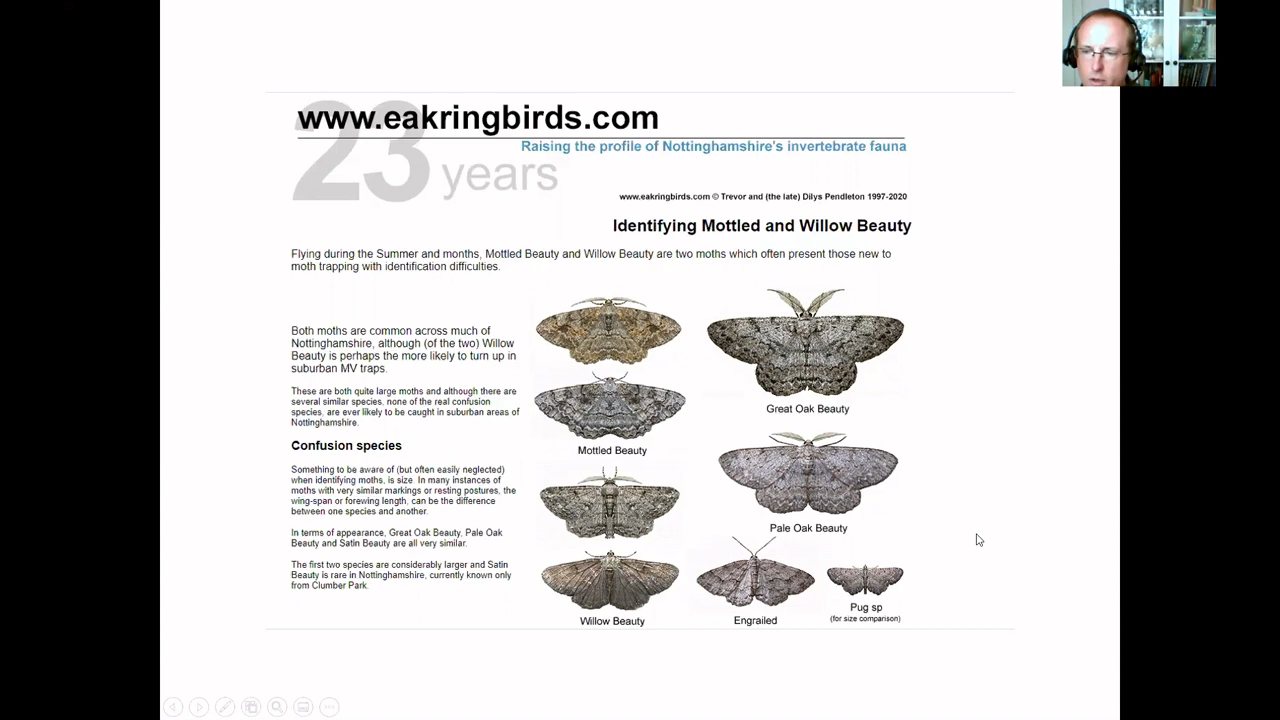 www.eakringbirds.com
23 years
Raising the profile of Nottinghamshire's invertebrate fauna
www.eakringbirds.com © Trevor and (the late) Dilys Pendleton 1997-2020
Identifying Mottled and Willow Beauty
Flying during the Summer and months, Mottled Beauty and Willow Beauty are two moths which often present those new to
moth trapping with identification difficulties.
Both moths are common across much of
Nottinghamshire, although (of the two) Willow
Beauty is perhaps the more likely to turn up in
suburban MV traps.
These are both quite large moths and although there are
several similar species, none of the real confusion
species, are ever likely to be caught in suburban areas of
Nottinghamshire.
Confusion species
Something to be aware of (but often easily neglected)
when identifying moths, is size. In many instances of
moths with very similar markings or resting postures, the
wing-span or forewing length, can be the difference
between one species and another.
In terms of appearance, Great Oak Beauty, Pale Oak
Beauty and Satin Beauty are all very similar.
The first two species are considerably larger and Satin
Beauty is rare in Nottinghamshire, currently known only
from Clumber Park.
Mottled Beauty
Willow Beauty
Great Oak Beauty
Pale Oak Beauty
Engrailed
Pug sp
(for size comparison)